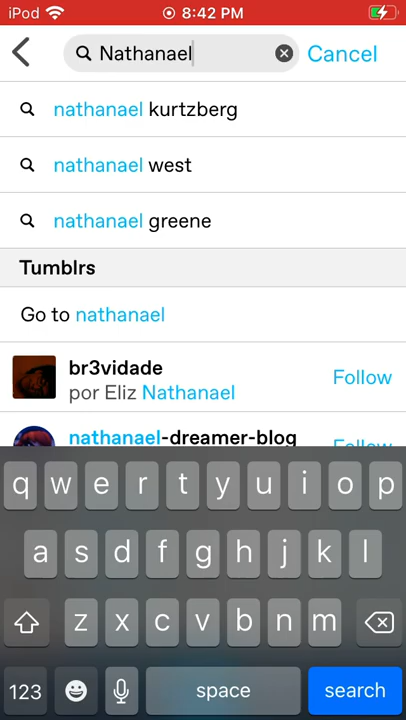 iPod 8:42 PM
Nathanael Cancel
nathanael kurtzberg
nathanael west
nathanael greene
Tumblrs
Go to nathanael
br3vidade
por Eliz Nathanael
Follow
nathanael-dreamer-blog
Follow
q w e r t y u i o p
a s d f g h j k l
z x c v b n m
123 space search